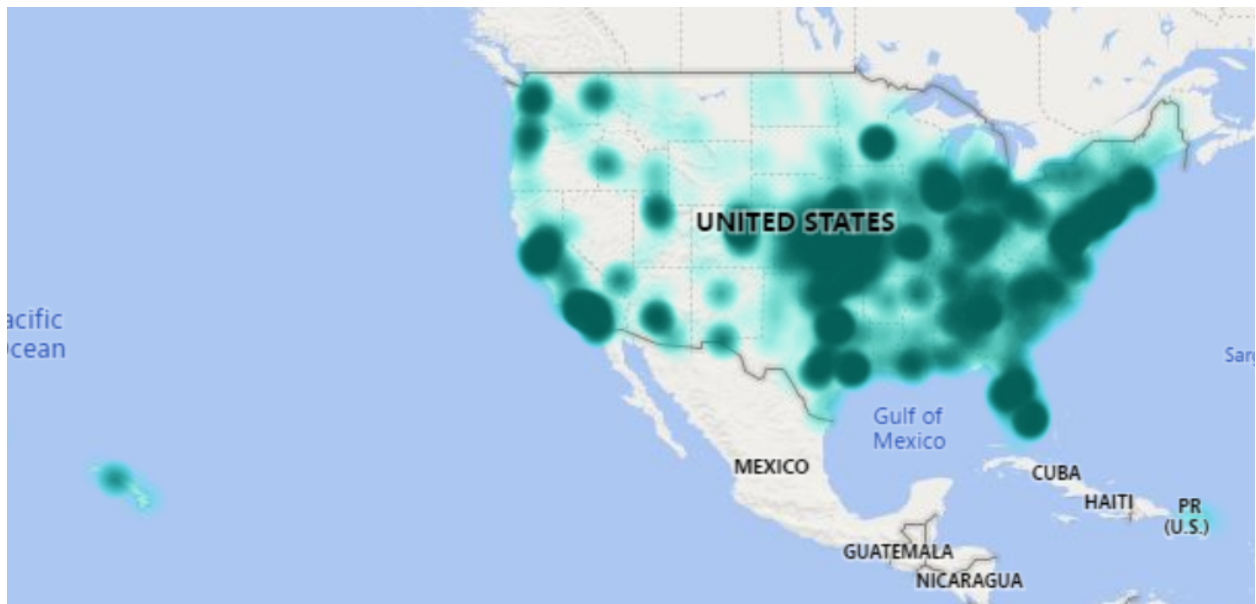 UNITED STATES
acific
cean
Sarg
Gulf of
Mexico
MEXICO
CUBA
HAITI
PR
(U.S.)
GUATEMALA
NICARAGUA